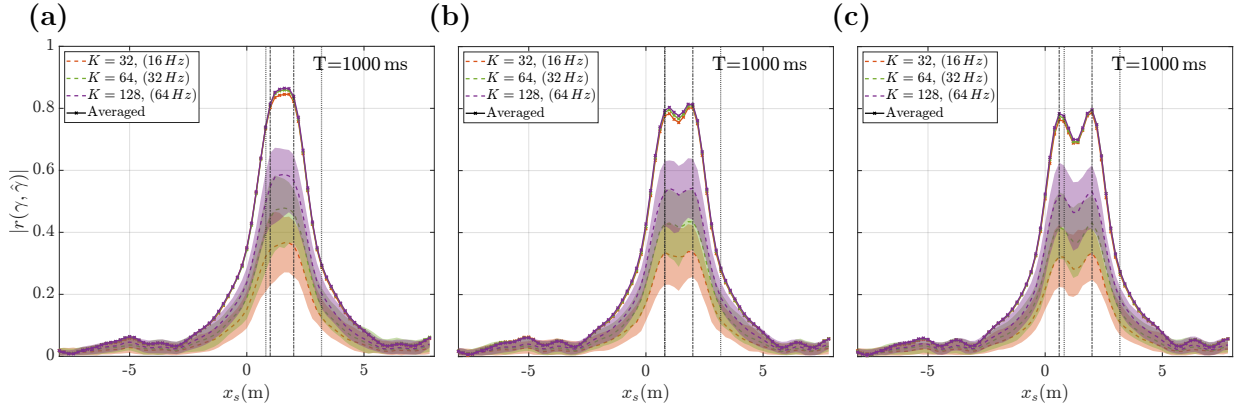 (a)
(b)
(c)
K = 32, (16 Hz)
K = 64, (32 Hz)
K = 128, (64 Hz)
Averaged
T=1000 ms
K = 32, (16 Hz)
K = 64, (32 Hz)
K = 128, (64 Hz)
Averaged
T=1000 ms
K = 32, (16 Hz)
K = 64, (32 Hz)
K = 128, (64 Hz)
Averaged
T=1000 ms
|r(γ, γ̂)|
1
0.8
0.6
0.4
0.2
0
-5 0 5
-5 0 5
-5 0 5
x_s(m)
x_s(m)
x_s(m)